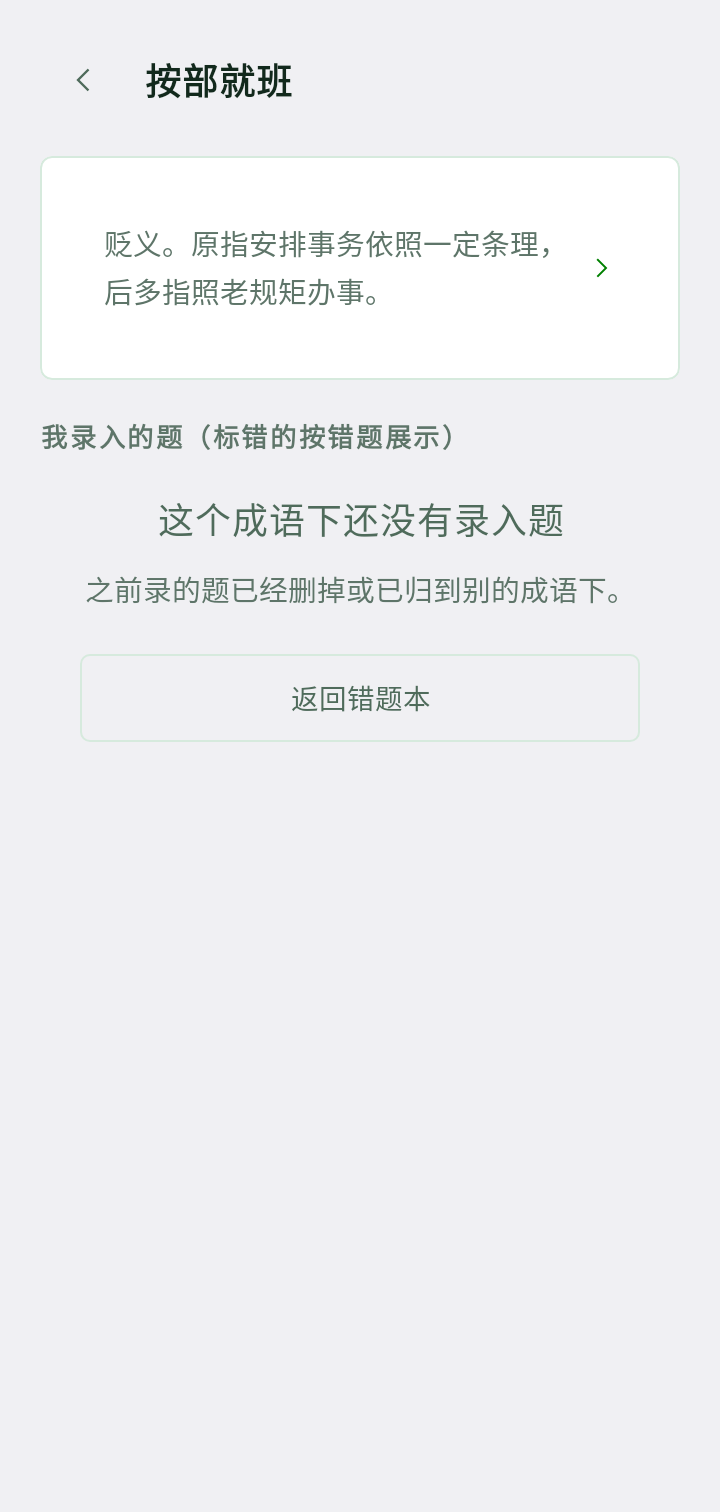 按部就班
贬义。原指安排事务依照一定条理，
后多指照老规矩办事。
我录入的题（标错的按错题展示）
这个成语下还没有录入题
之前录的题已经删掉或已归到别的成语下。
返回错题本